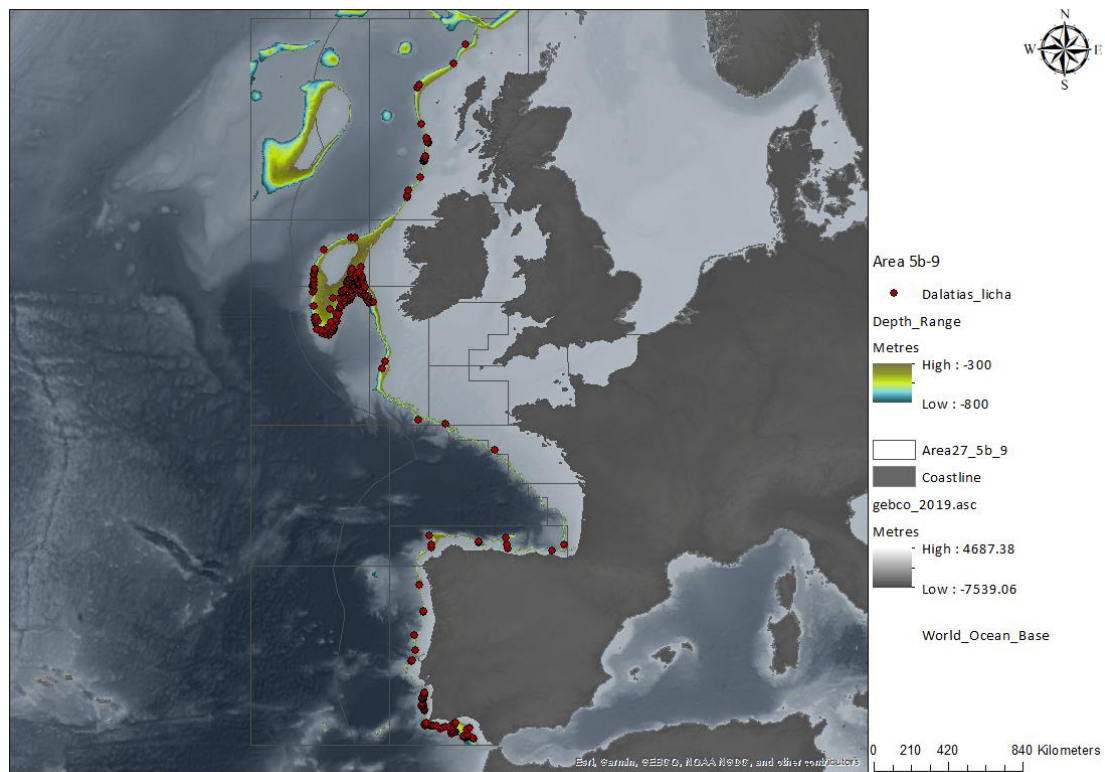 N
W
E
S
Area 5b-9
Dalatias_licha
Depth_Range
Metres
High : -300
Low : -800
Area27_5b_9
Coastline
gebco_2019.asc
Metres
High : 4687.38
Low : -7539.06
World_Ocean_Base
0 210 420 840 Kilometers
Esri, Garmin, GEBCO, NOAA NGDC, and other contributors